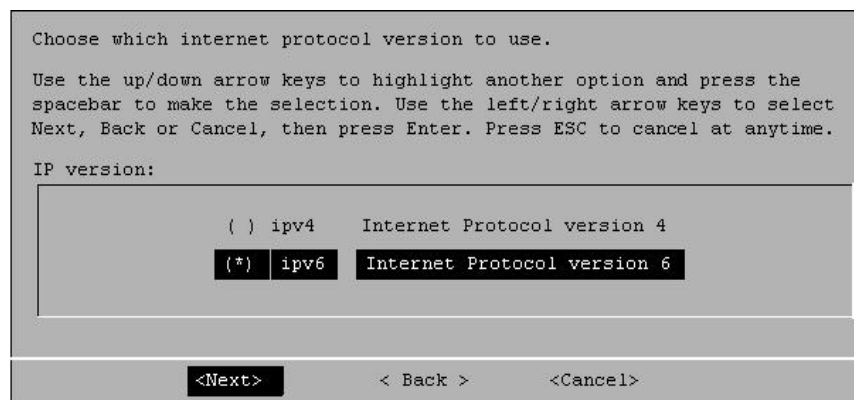 Choose which internet protocol version to use.
Use the up/down arrow keys to highlight another option and press the
spacebar to make the selection. Use the left/right arrow keys to select
Next, Back or Cancel, then press Enter. Press ESC to cancel at anytime.
IP version:
( ) ipv4 Internet Protocol version 4
(*) ipv6 Internet Protocol version 6
<Next> < Back > <Cancel>